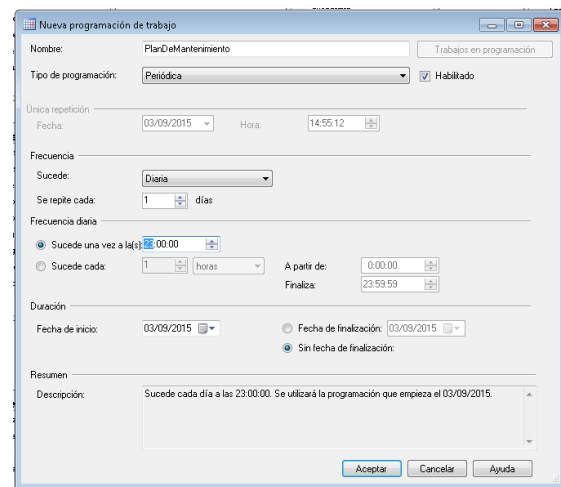 Nueva programación de trabajo
Nombre: PlanDeMantenimiento Trabajos en programación
Tipo de programación: Periódica Habilitado
Única repetición
Fecha: 03/09/2015 Hora: 14:55:12
Frecuencia
Sucede: Diaria
Se repite cada: 1 días
Frecuencia diaria
Sucede una vez a la(s): 23:00:00
Sucede cada: 1 horas A partir de: 0:00:00
Finaliza: 23:59:59
Duración
Fecha de inicio: 03/09/2015 Fecha de finalización: 03/09/2015
Sin fecha de finalización:
Resumen
Descripción: Sucede cada día a las 23:00:00. Se utilizará la programación que empieza el 03/09/2015.
Aceptar Cancelar Ayuda